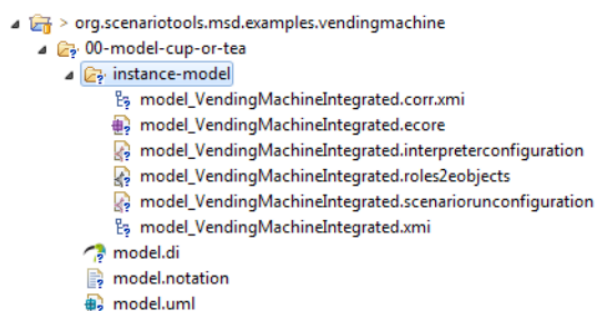 > org.scenariotools.msd.examples.vendingmachine
00-model-cup-or-tea
instance-model
model_VendingMachineIntegrated.corr.xmi
model_VendingMachineIntegrated.ecore
model_VendingMachineIntegrated.interpreterconfiguration
model_VendingMachineIntegrated.roles2eobjects
model_VendingMachineIntegrated.scenariorunconfiguration
model_VendingMachineIntegrated.xmi
model.di
model.notation
model.uml